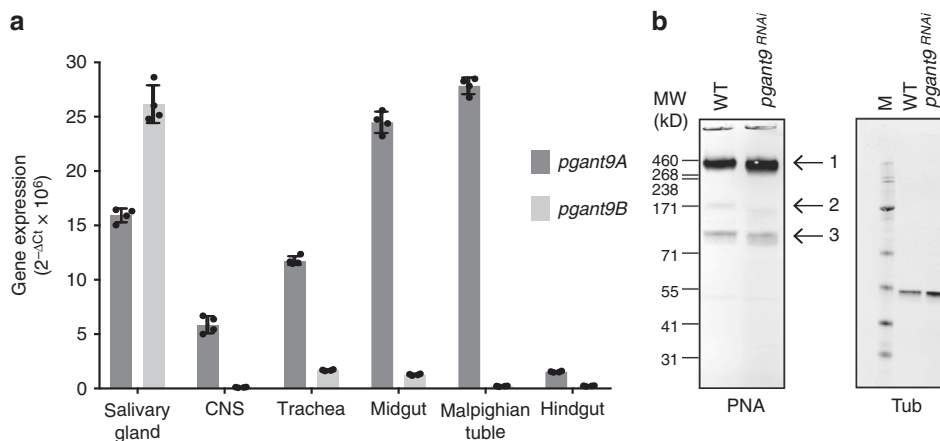 a
Gene expression
(2−ΔCt × 10⁶)
30
25
20
15
10
5
0
Salivary
gland
CNS
Trachea
Midgut
Malpighian
tuble
Hindgut
pgant9A
pgant9B
b
MW
(kD)
WT
pgant9 RNAi
460
268
238
171
71
55
41
31
1
2
3
PNA
M
WT
pgant9 RNAi
Tub